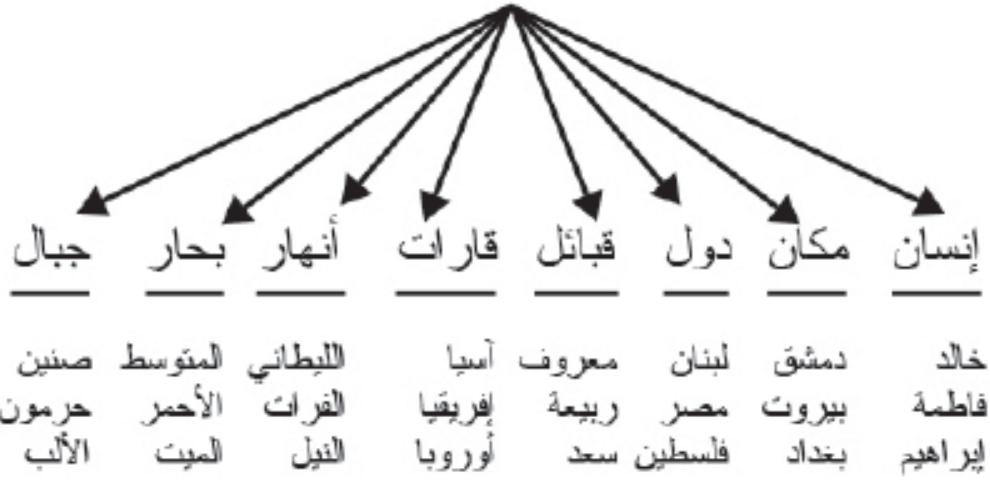 إنسان مكان دول قبائل قارات أنهار بحار جبال
خالد دمشق لبنان معروف آسيا الليطاني المتوسط صنين
فاطمة بيروت مصر ربيعة إفريقيا الفرات الأحمر حرمون
إبراهيم بغداد فلسطين سعد أوروبا النيل الميت الألب